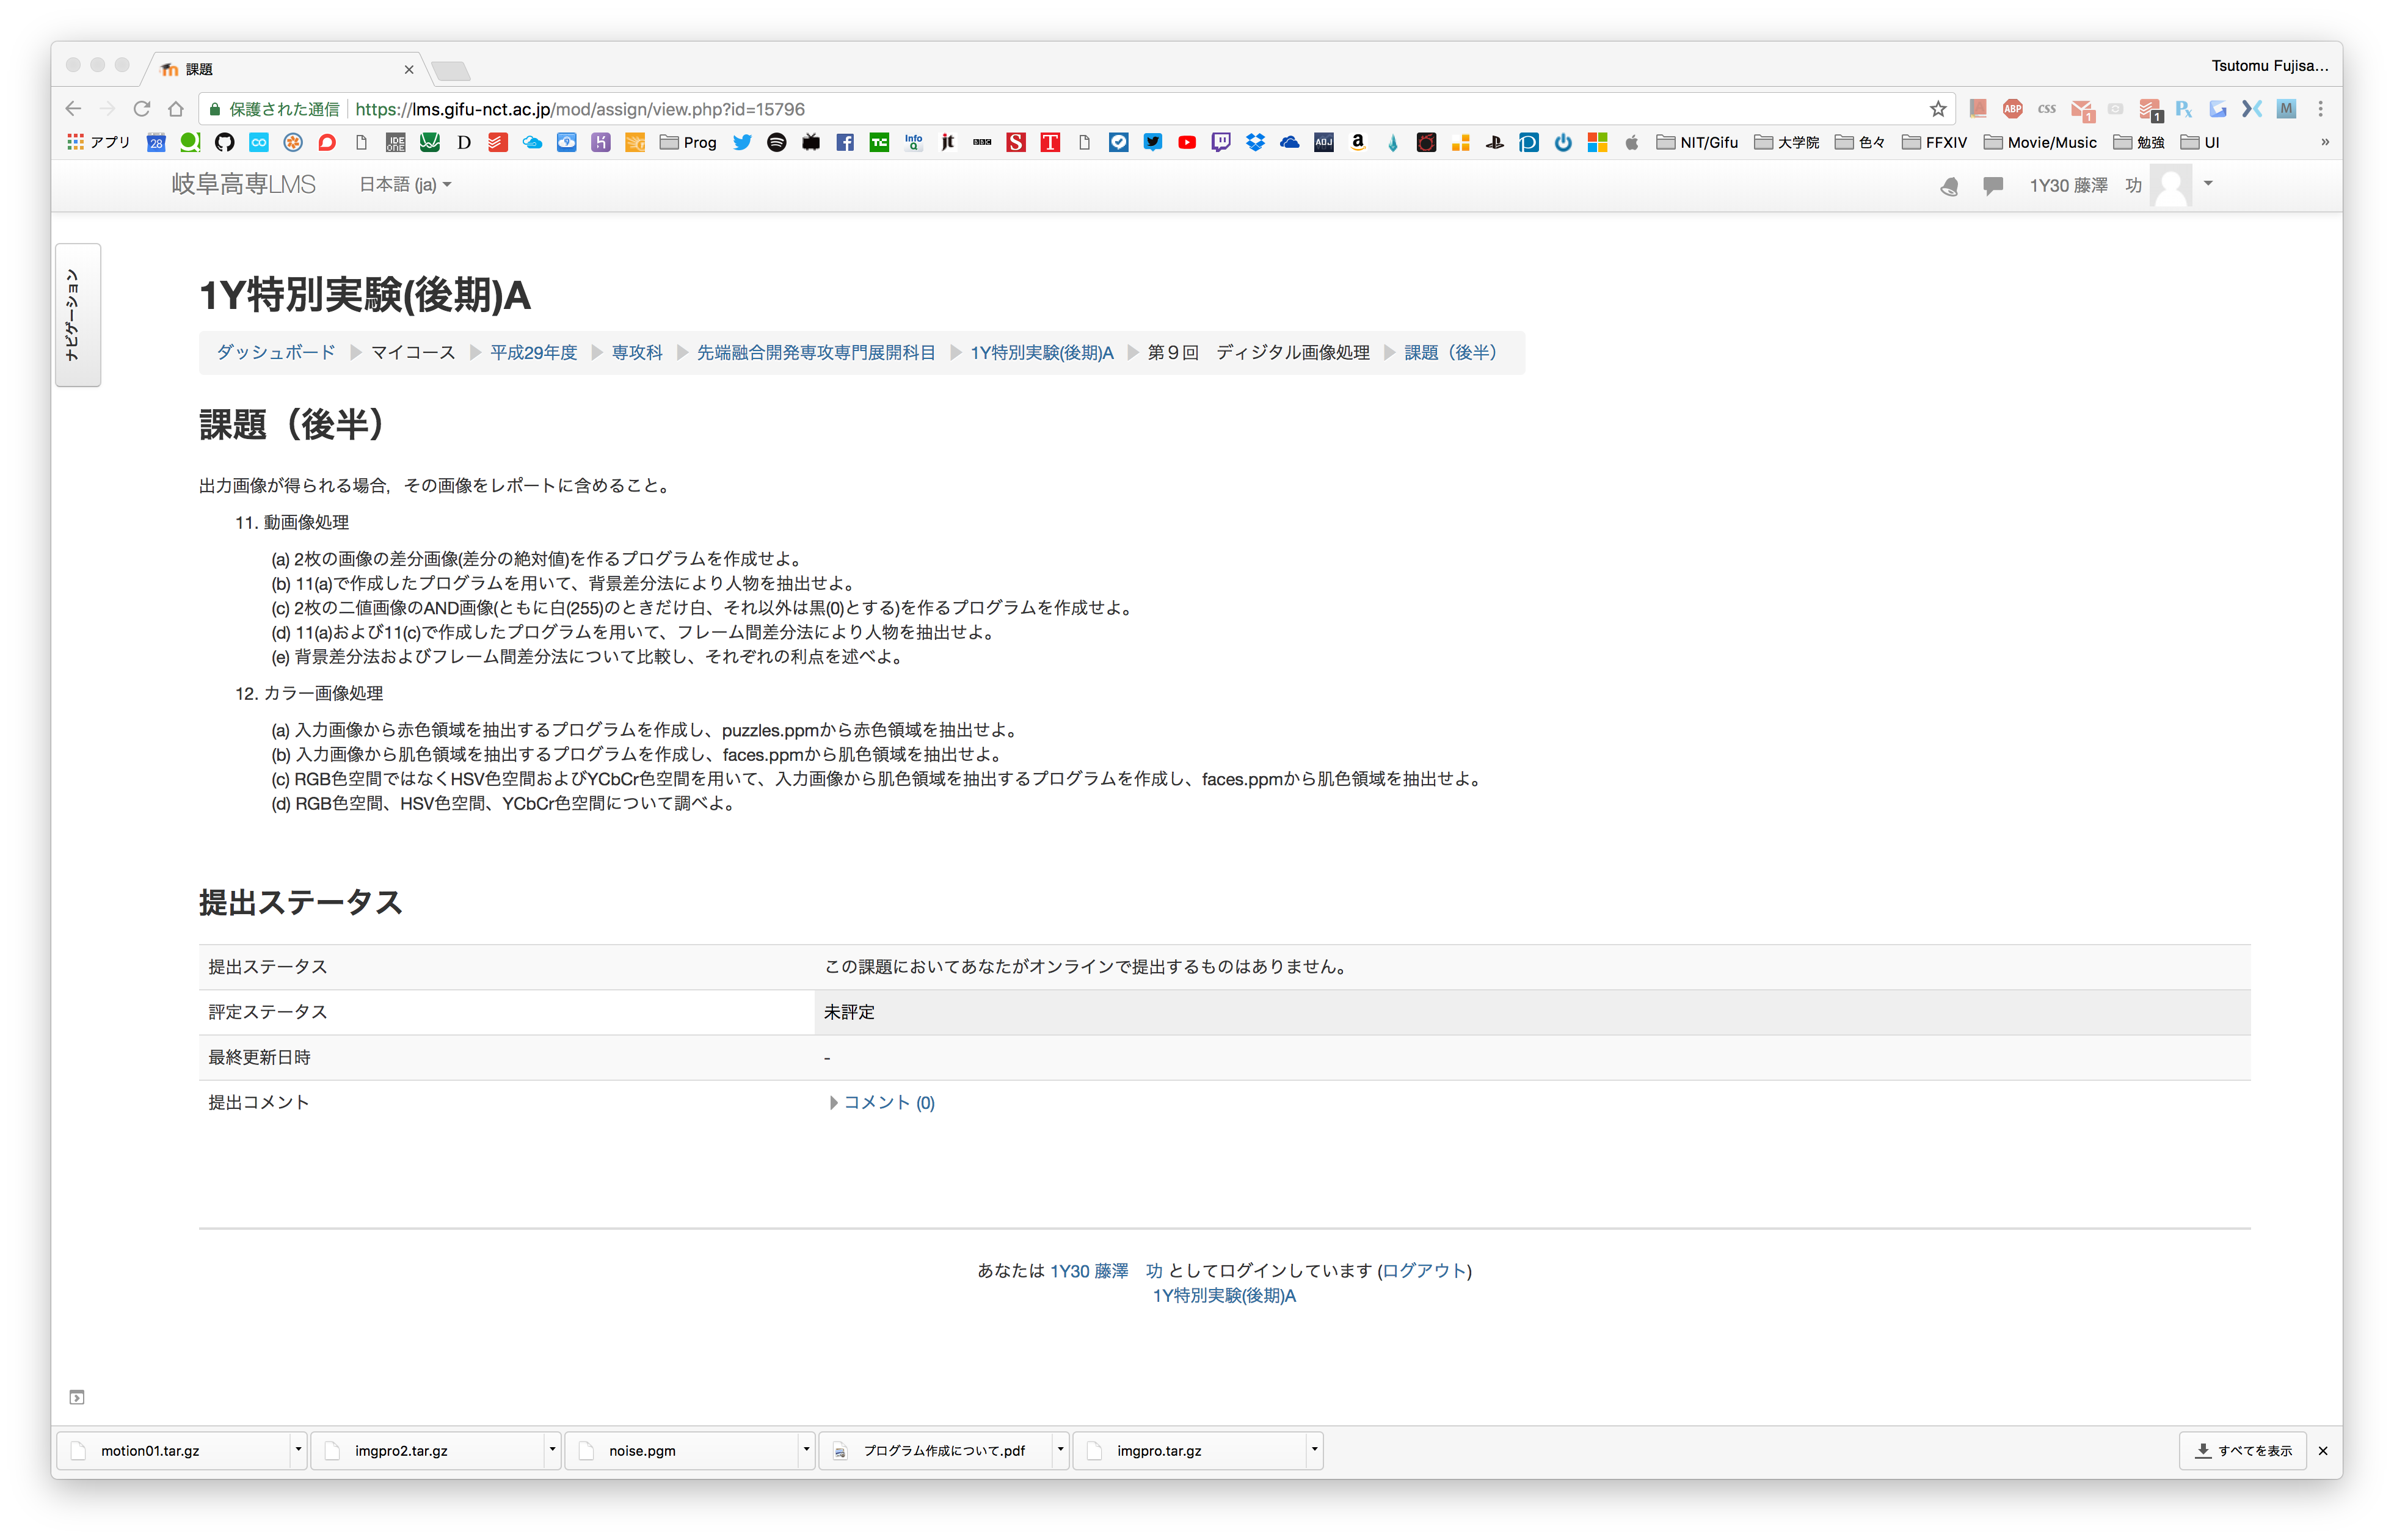 課題
Tsutomu Fujisa...
保護された通信 https://lms.gifu-nct.ac.jp/mod/assign/view.php?id=15796
ABP css 1 1 Px M
アプリ 28 IDE ONE D Prog TC Info jt BBC S T AOJ a P NIT/Gifu 大学院 色々 FFXIV Movie/Music 勉強 UI »
岐阜高専LMS 日本語 (ja) 1Y30 藤澤 功
ナビゲーション
1Y特別実験(後期)A
ダッシュボード マイコース 平成29年度 専攻科 先端融合開発専攻専門展開科目 1Y特別実験(後期)A 第9回 ディジタル画像処理 課題（後半）
課題（後半）
出力画像が得られる場合，その画像をレポートに含めること。
11. 動画像処理
(a) 2枚の画像の差分画像(差分の絶対値)を作るプログラムを作成せよ。
(b) 11(a)で作成したプログラムを用いて、背景差分法により人物を抽出せよ。
(c) 2枚の二値画像のAND画像(ともに白(255)のときだけ白、それ以外は黒(0)とする)を作るプログラムを作成せよ。
(d) 11(a)および11(c)で作成したプログラムを用いて、フレーム間差分法により人物を抽出せよ。
(e) 背景差分法およびフレーム間差分法について比較し、それぞれの利点を述べよ。
12. カラー画像処理
(a) 入力画像から赤色領域を抽出するプログラムを作成し、puzzles.ppmから赤色領域を抽出せよ。
(b) 入力画像から肌色領域を抽出するプログラムを作成し、faces.ppmから肌色領域を抽出せよ。
(c) RGB色空間ではなくHSV色空間およびYCbCr色空間を用いて、入力画像から肌色領域を抽出するプログラムを作成し、faces.ppmから肌色領域を抽出せよ。
(d) RGB色空間、HSV色空間、YCbCr色空間について調べよ。
提出ステータス
提出ステータス この課題においてあなたがオンラインで提出するものはありません。
評定ステータス 未評定
最終更新日時 -
提出コメント コメント (0)
あなたは 1Y30 藤澤 功 としてログインしています (ログアウト)
1Y特別実験(後期)A
motion01.tar.gz imgpro2.tar.gz noise.pgm プログラム作成について.pdf imgpro.tar.gz すべてを表示